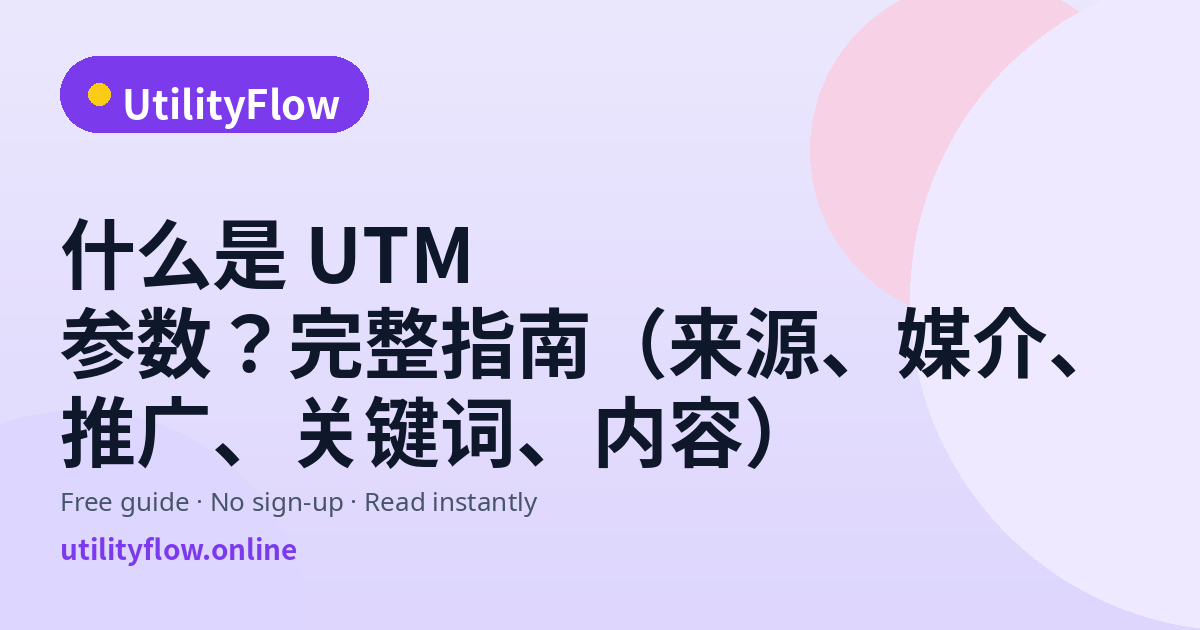 UtilityFlow
什么是 UTM
参数？完整指南（来源、媒介、
推广、关键词、内容）
Free guide · No sign-up · Read instantly
utilityflow.online